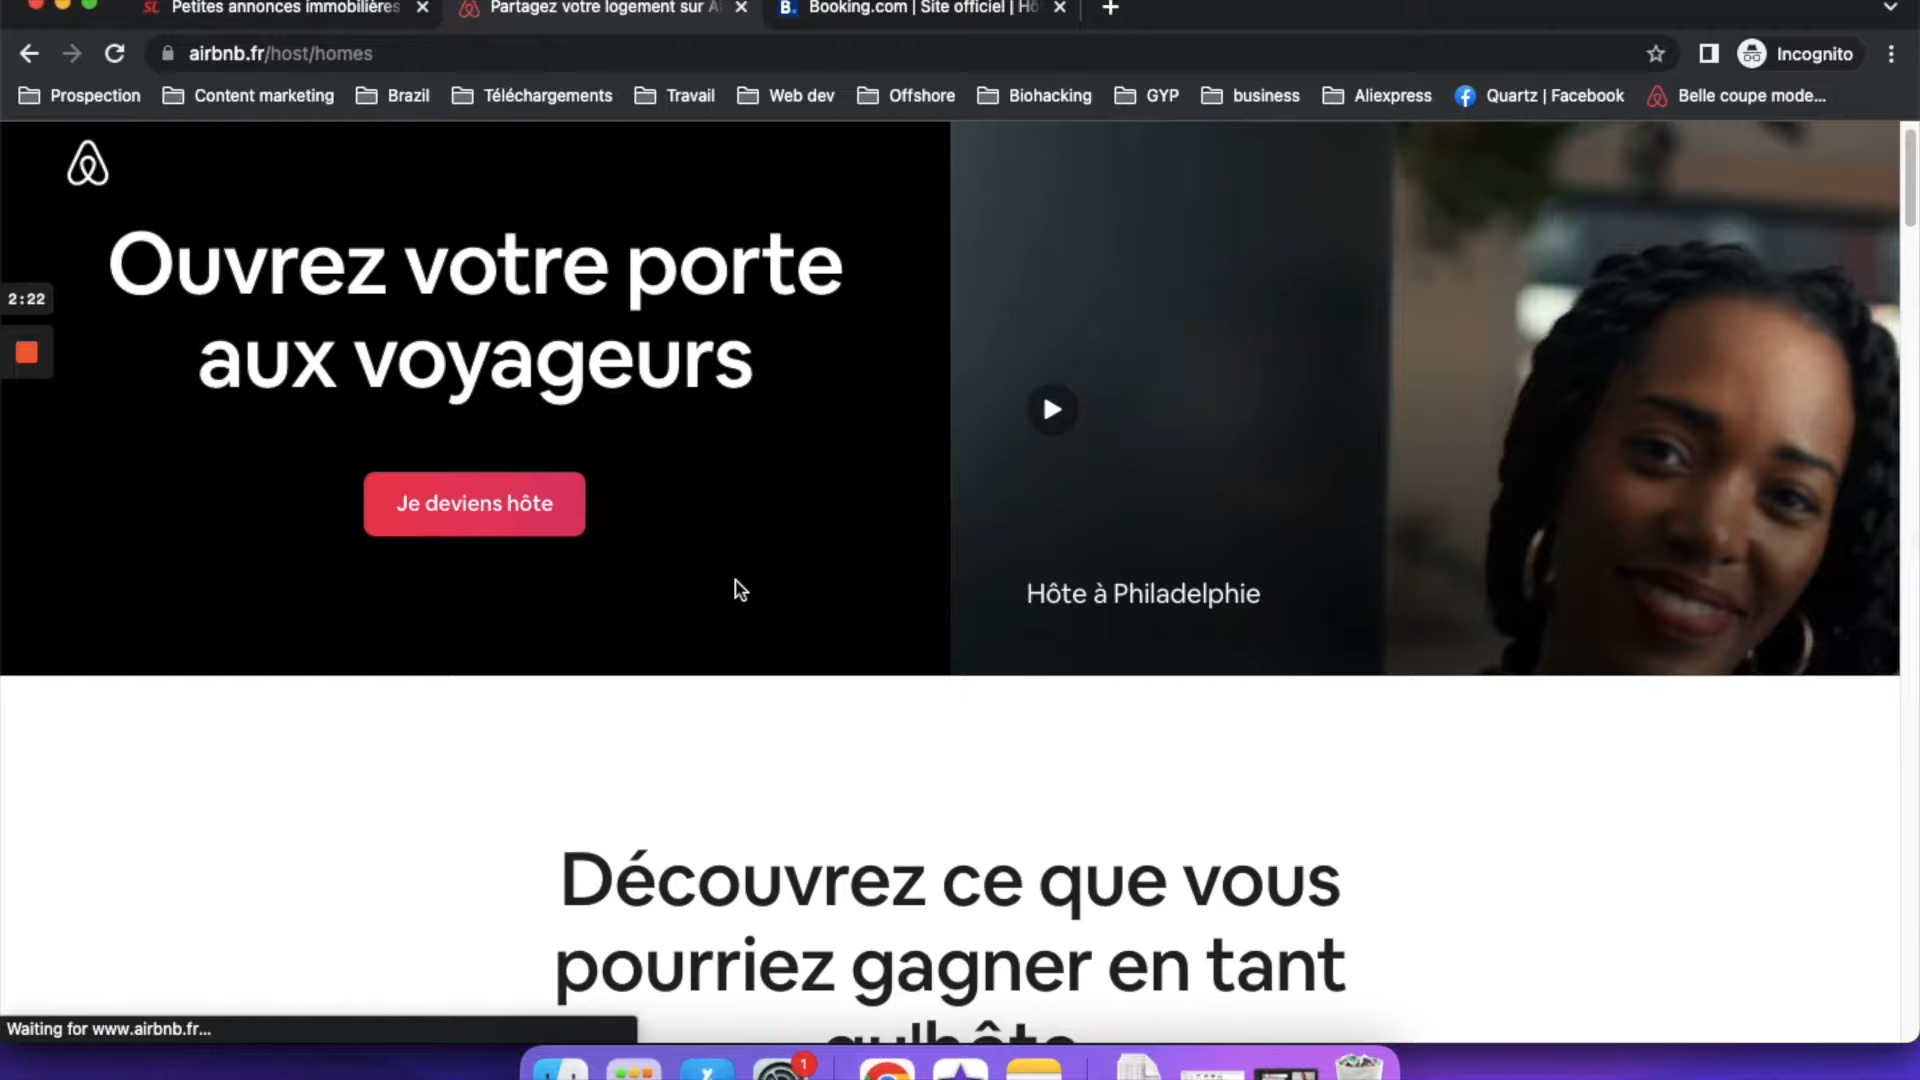 Petites annonces immobilières
Partagez votre logement sur A
B. Booking.com | Site officiel | Hô
airbnb.fr/host/homes
Incognito
Prospection
Content marketing
Brazil
Téléchargements
Travail
Web dev
Offshore
Biohacking
GYP
business
Aliexpress
Quartz | Facebook
Belle coupe mode...
Ouvrez votre porte
aux voyageurs
2:22
Je deviens hôte
Hôte à Philadelphie
Découvrez ce que vous
pourriez gagner en tant
qu'hôte
Waiting for www.airbnb.fr...
1